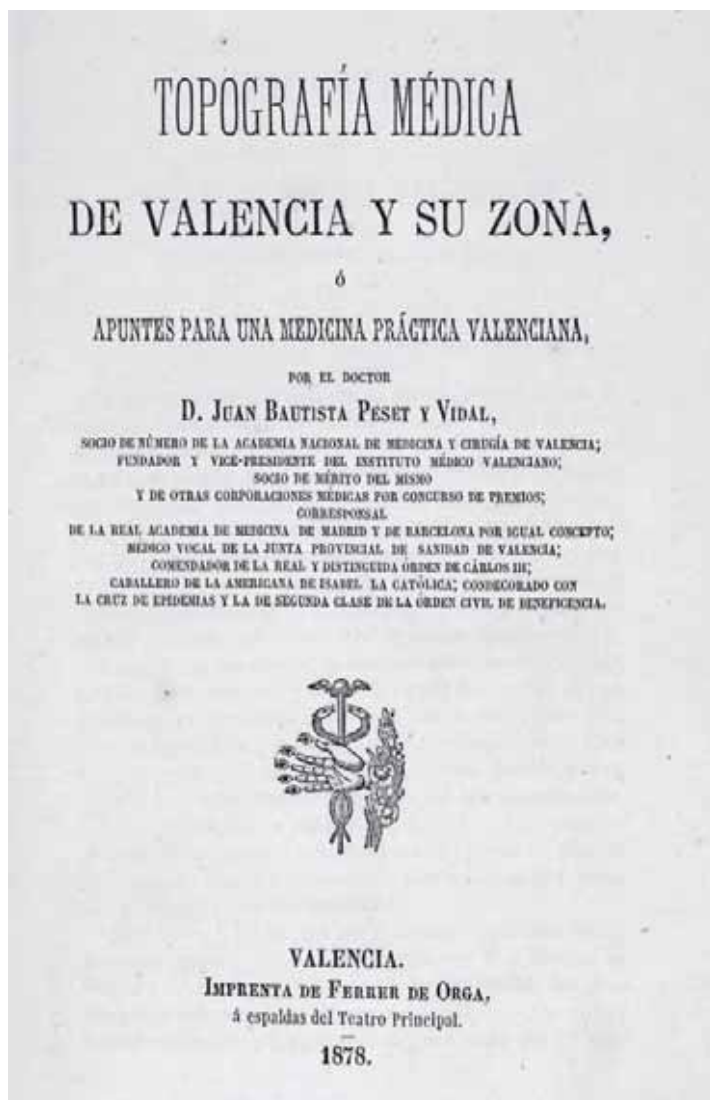 TOPOGRAFÍA MÉDICA
DE VALENCIA Y SU ZONA,
ó
APUNTES PARA UNA MEDICINA PRÁCTICA VALENCIANA,
POR EL DOCTOR
D. JUAN BAUTISTA PESET Y VIDAL,
SOCIO DE NÚMERO DE LA ACADEMIA NACIONAL DE MEDICINA Y CIRUGÍA DE VALENCIA;
FUNDADOR Y VICE-PRESIDENTE DEL INSTITUTO MÉDICO VALENCIANO;
SOCIO DE MÉRITO DEL MISMO
Y DE OTRAS CORPORACIONES MÉDICAS POR CONCURSO DE PREMIOS;
CORRESPONSAL
DE LA REAL ACADEMIA DE MEDICINA DE MADRID Y DE BARCELONA POR IGUAL CONCEPTO;
MÉDICO VOCAL DE LA JUNTA PROVINCIAL DE SANIDAD DE VALENCIA;
COMENDADOR DE LA REAL Y DISTINGUIDA ÓRDEN DE CÁRLOS III;
CABALLERO DE LA AMERICANA DE ISABEL LA CATÓLICA; CONDECORADO CON
LA CRUZ DE EPIDEMIAS Y LA DE SEGUNDA CLASE DE LA ÓRDEN CIVIL DE BENEFICENCIA.
VALENCIA.
IMPRENTA DE FERRER DE ORGA,
á espaldas del Teatro Principal.
1878.